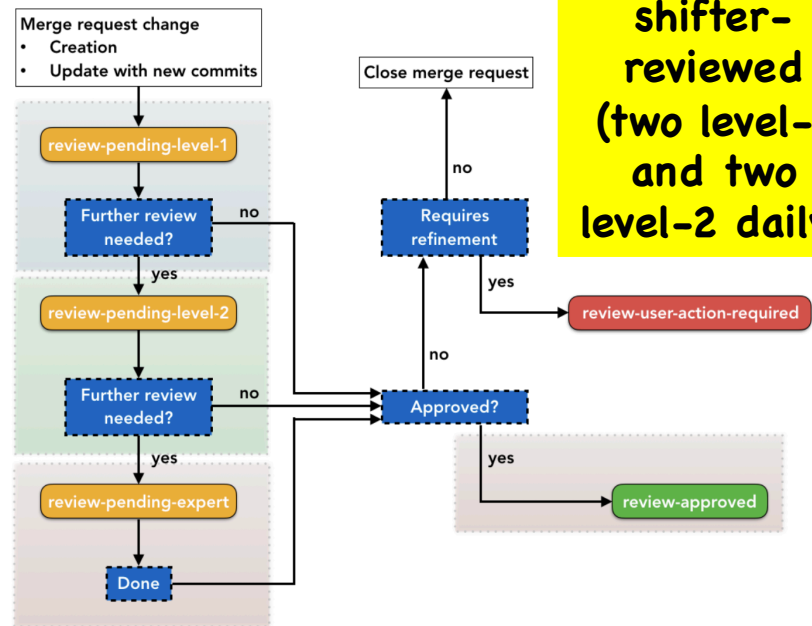 Merge request change
• Creation
• Update with new commits
review-pending-level-1
Further review
needed?
no
yes
review-pending-level-2
Further review
needed?
no
yes
review-pending-expert
Done
Close merge request
no
Requires
refinement
yes
review-user-action-required
no
Approved?
yes
review-approved
shifter-
reviewed
(two level-
and two
level-2 daily